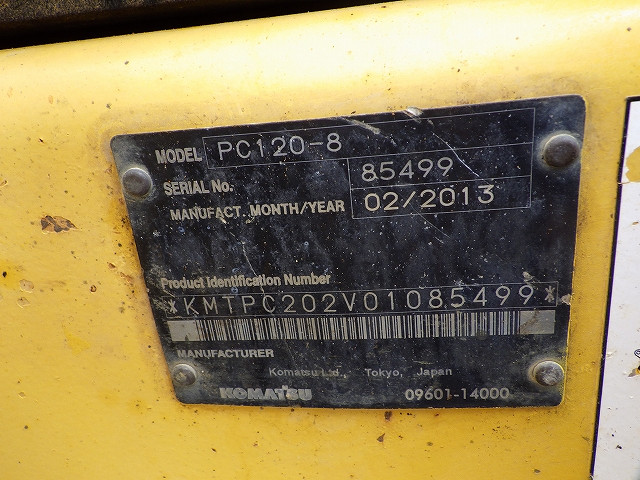 MODEL PC120-8
SERIAL No. 85499
MANUFACT. MONTH/YEAR 02/2013
Product Identification Number
*KMTPC202V01085499*
MANUFACTURER
Komatsu Ltd., Tokyo, Japan
KOMATSU 09601-14000